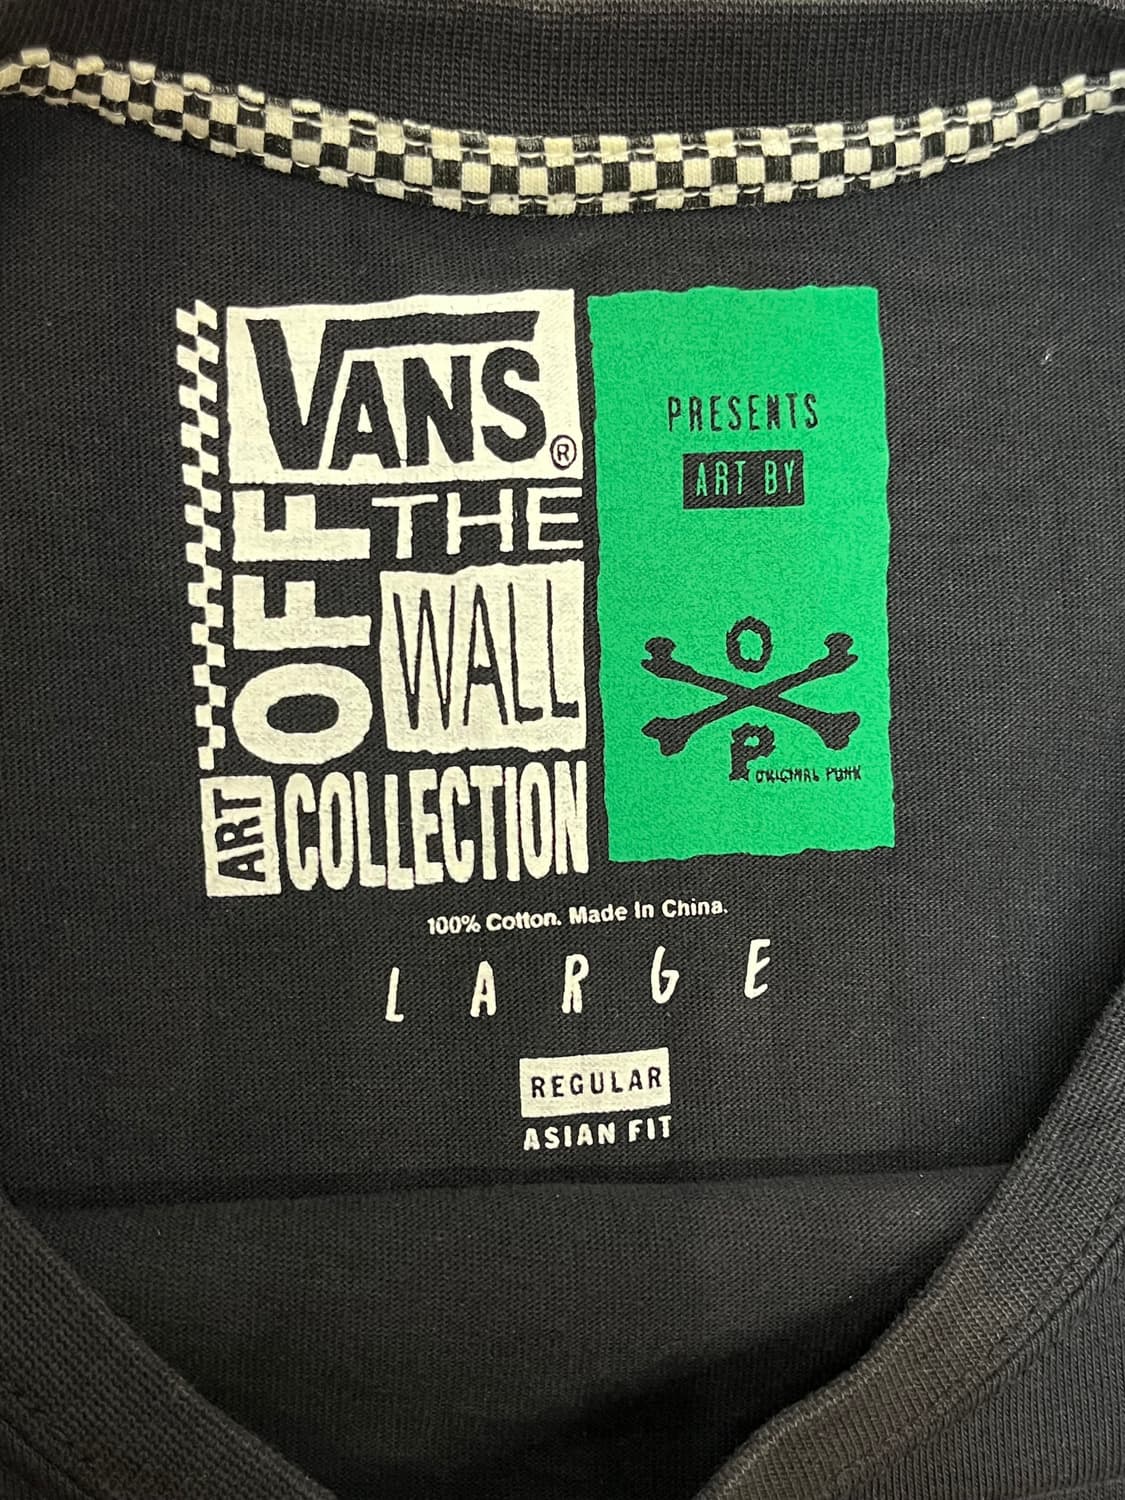 VANS®
OFF THE
WALL
ART COLLECTION
PRESENTS
ART BY
O
P
ORIGINAL PUNK
100% Cotton. Made In China.
LARGE
REGULAR
ASIAN FIT